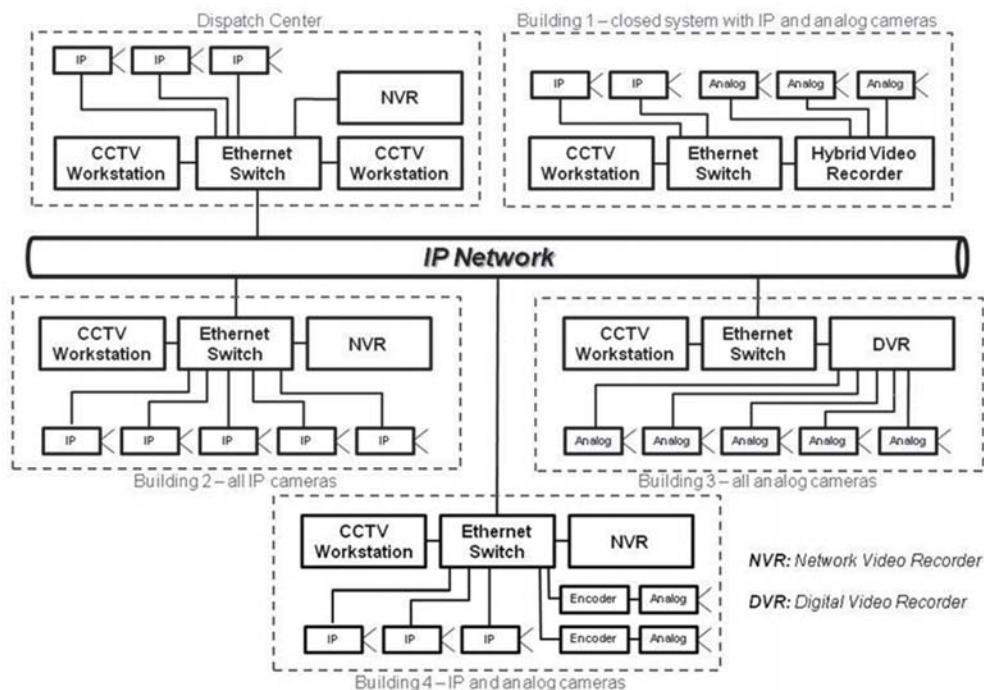 Dispatch Center
IP IP IP
NVR
CCTV
Workstation
Ethernet
Switch
CCTV
Workstation
Building 1 – closed system with IP and analog cameras
IP IP Analog Analog Analog
CCTV
Workstation
Ethernet
Switch
Hybrid Video
Recorder
IP Network
CCTV
Workstation
Ethernet
Switch
NVR
IP IP IP IP IP
Building 2 – all IP cameras
CCTV
Workstation
Ethernet
Switch
DVR
Analog Analog Analog Analog Analog
Building 3 – all analog cameras
CCTV
Workstation
Ethernet
Switch
NVR
Encoder Analog
IP IP IP Encoder Analog
Building 4 – IP and analog cameras
NVR: Network Video Recorder
DVR: Digital Video Recorder